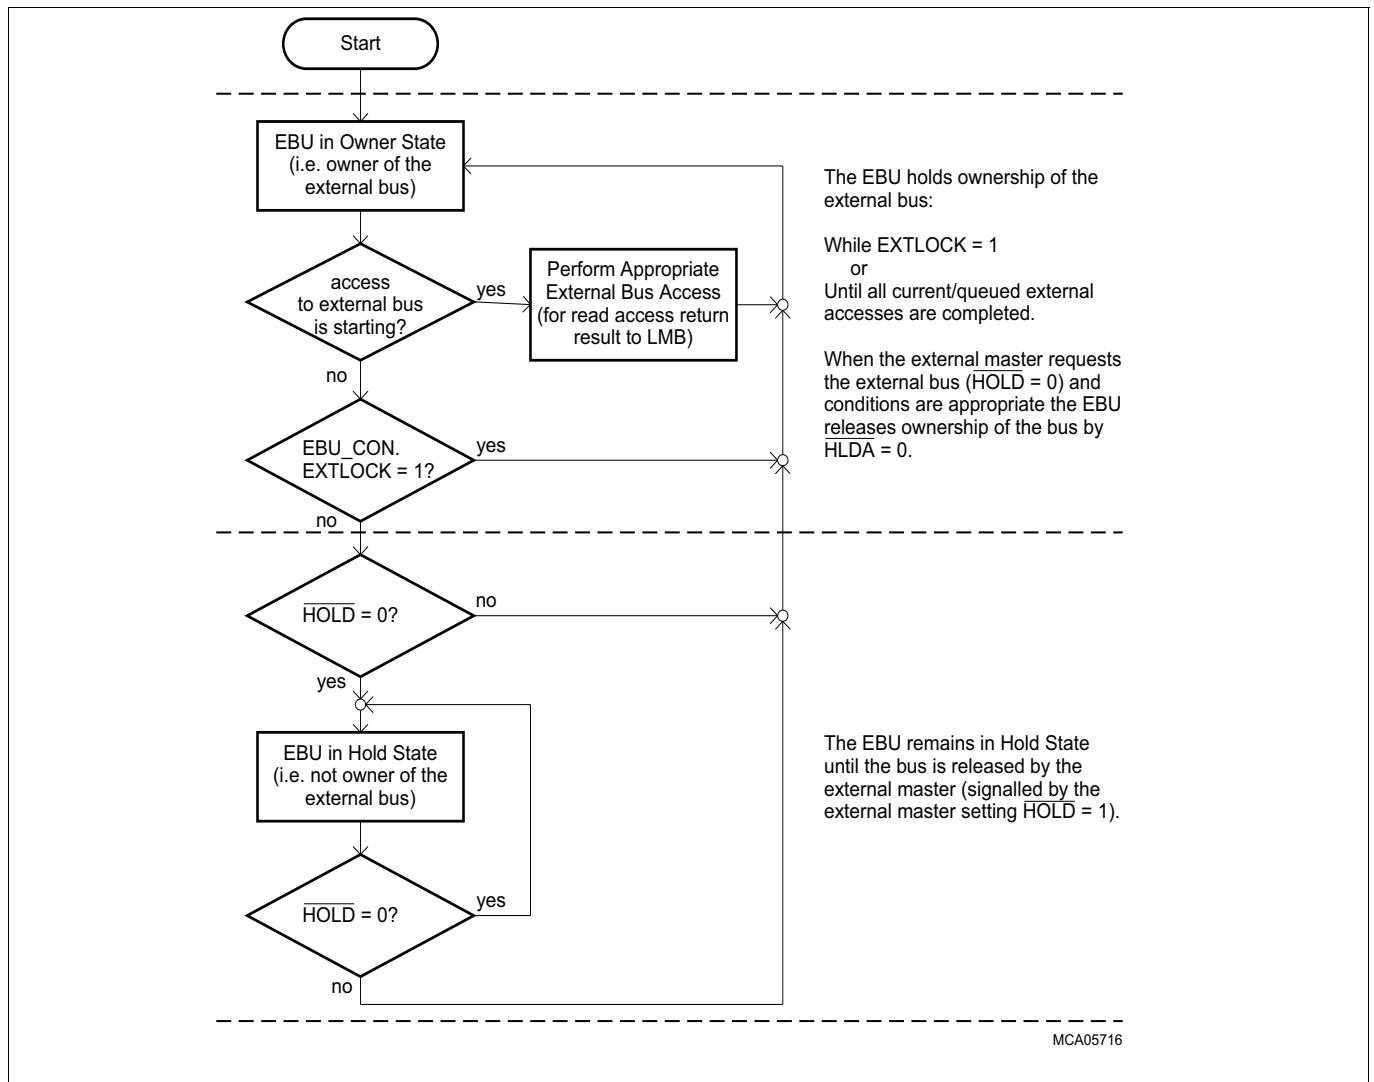 Start
EBU in Owner State
(i.e. owner of the
external bus)
access
to external bus
is starting?
yes
Perform Appropriate
External Bus Access
(for read access return
result to LMB)
no
EBU_CON.
EXTLOCK = 1?
yes
no
The EBU holds ownership of the
external bus:
While EXTLOCK = 1
or
Until all current/queued external
accesses are completed.
When the external master requests
the external bus (H̅O̅L̅D̅ = 0) and
conditions are appropriate the EBU
releases ownership of the bus by
H̅L̅D̅A̅ = 0.
H̅O̅L̅D̅ = 0?
no
yes
EBU in Hold State
(i.e. not owner of the
external bus)
H̅O̅L̅D̅ = 0?
yes
no
The EBU remains in Hold State
until the bus is released by the
external master (signalled by the
external master setting H̅O̅L̅D̅ = 1).
MCA05716